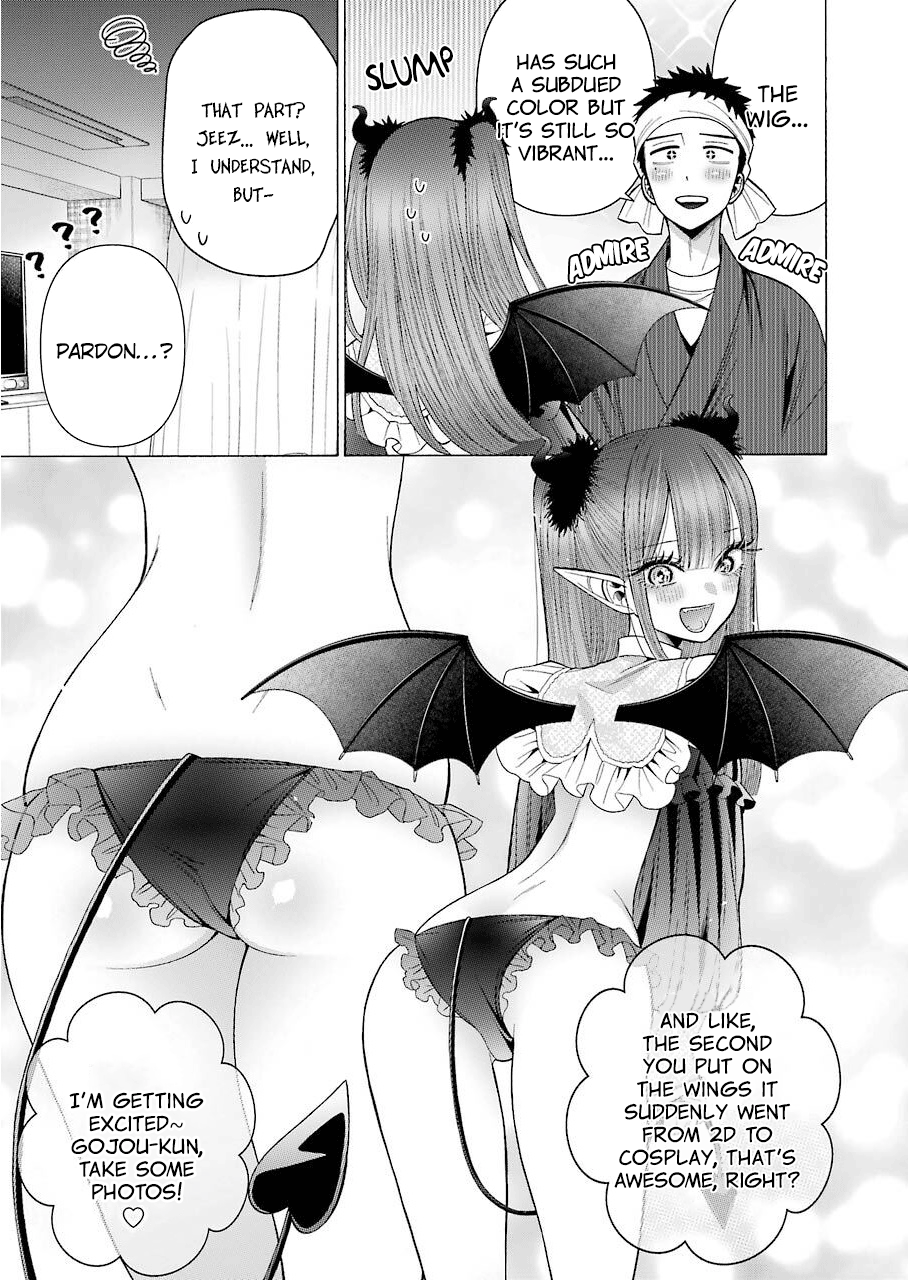 THE
WIG...
HAS SUCH
A SUBDUED
COLOR BUT
IT'S STILL SO
VIBRANT...
ADMIRE
ADMIRE
SLUMP
THAT PART?
JEEZ... WELL,
I UNDERSTAND,
BUT~
???
PARDON...?
AND LIKE,
THE SECOND
YOU PUT ON
THE WINGS IT
SUDDENLY WENT
FROM 2D TO
COSPLAY, THAT'S
AWESOME, RIGHT?
I'M GETTING
EXCITED~
GOJOU-KUN,
TAKE SOME
PHOTOS!
♡